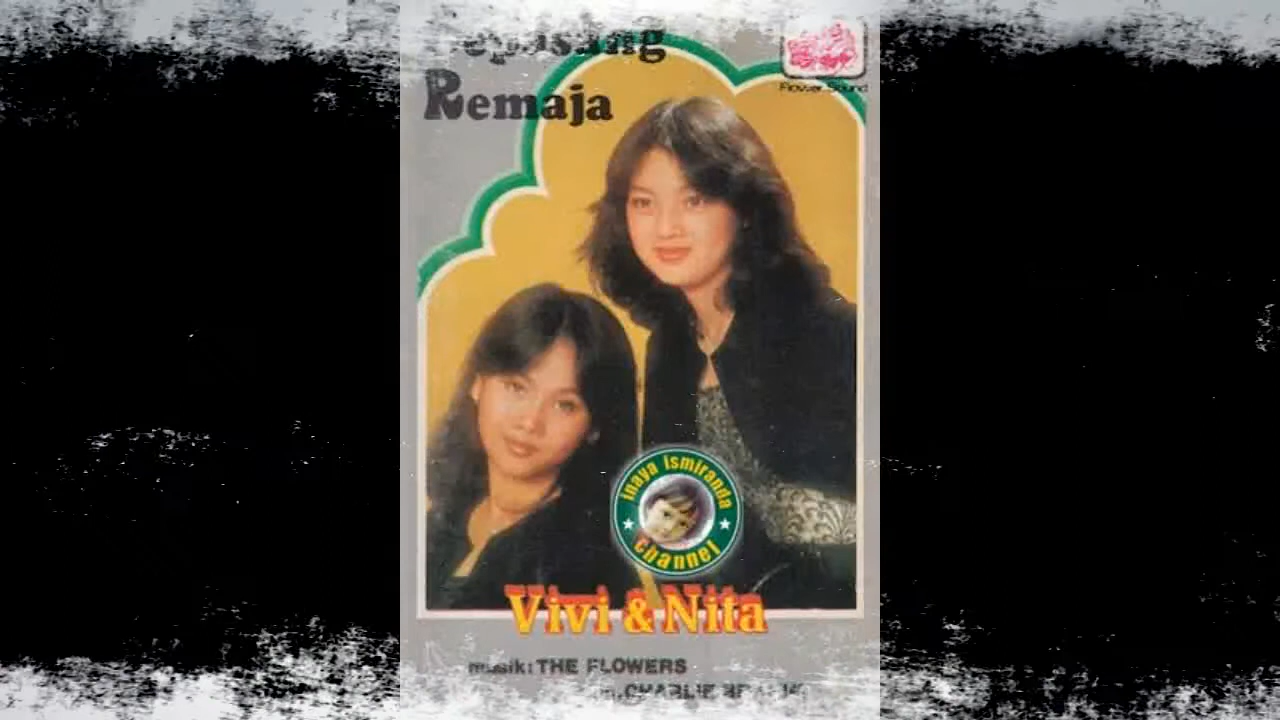 Remaja
Flower Sound
inaya ismiranda
channel
Vivi & Nita
musik: THE FLOWERS